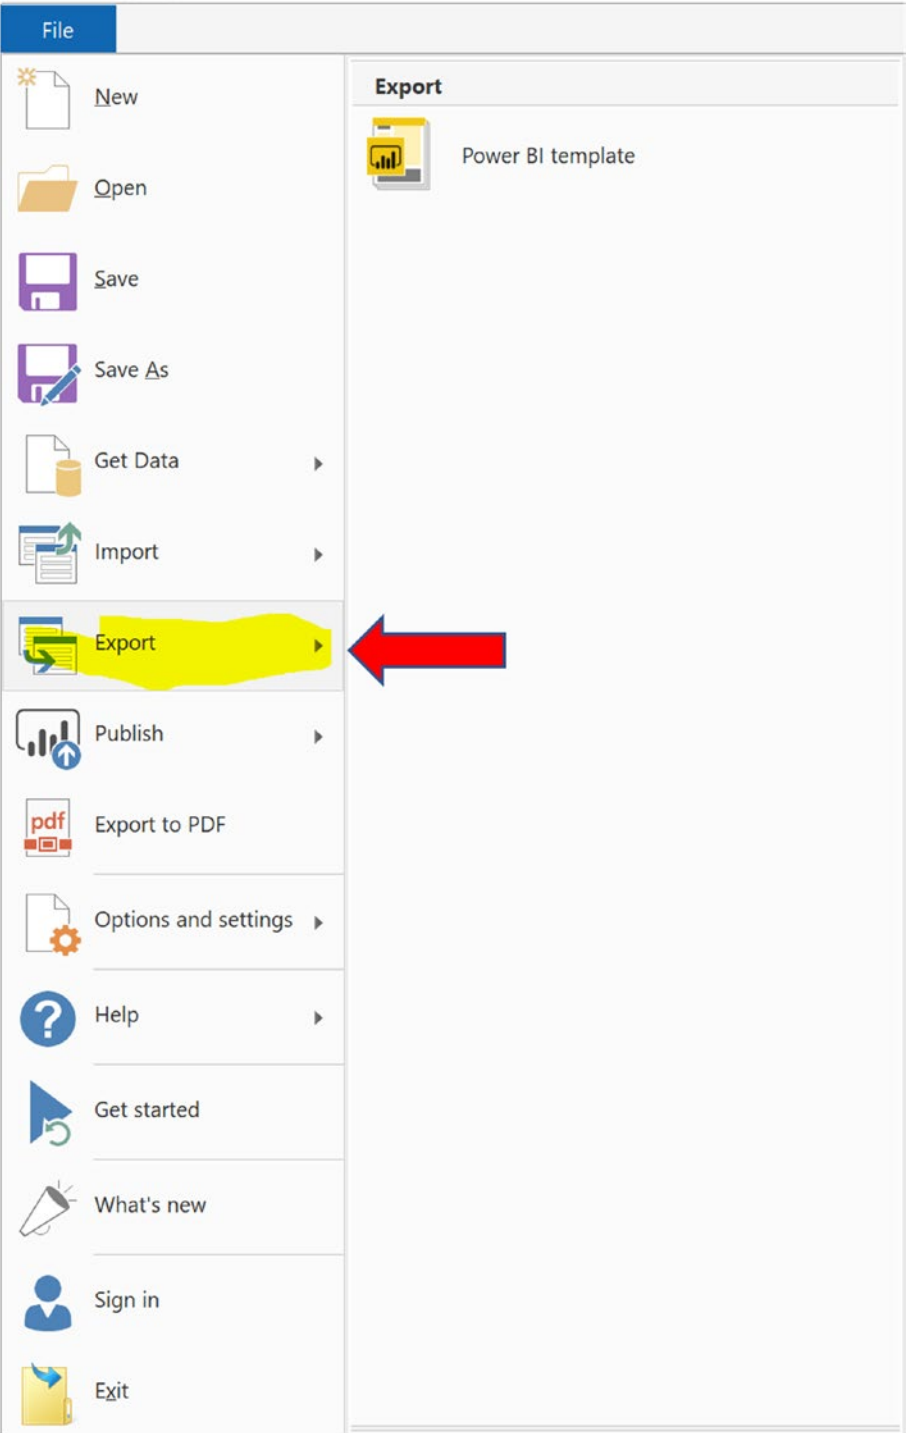 File
New
Open
Save
Save As
Get Data
Import
Export
Publish
pdf
Export to PDF
Options and settings
?
Help
Get started
What's new
Sign in
Exit
Export
Power BI template